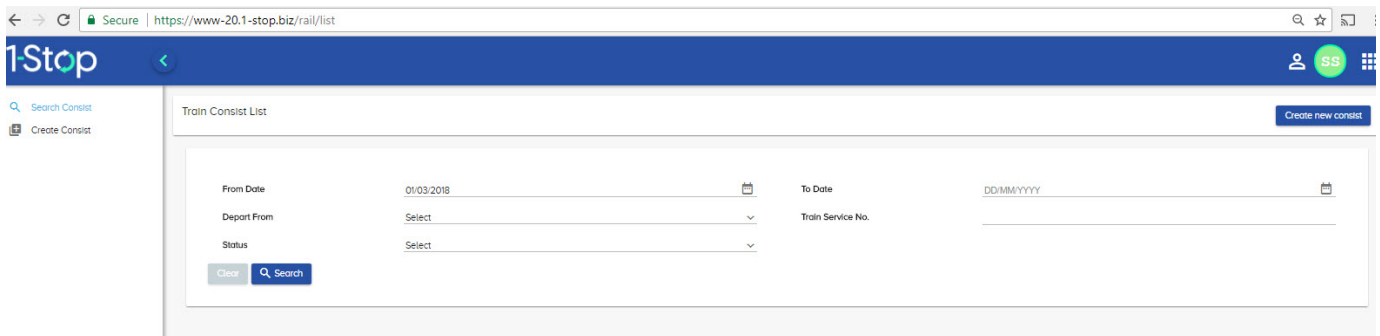 Secure | https://www-20.1-stop.biz/rail/list
1-Stop
SS
Search Consist
Create Consist
Train Consist List
Create new consist
From Date 01/03/2018 To Date DD/MM/YYYY
Depart From Select Train Service No.
Status Select
Clear Search